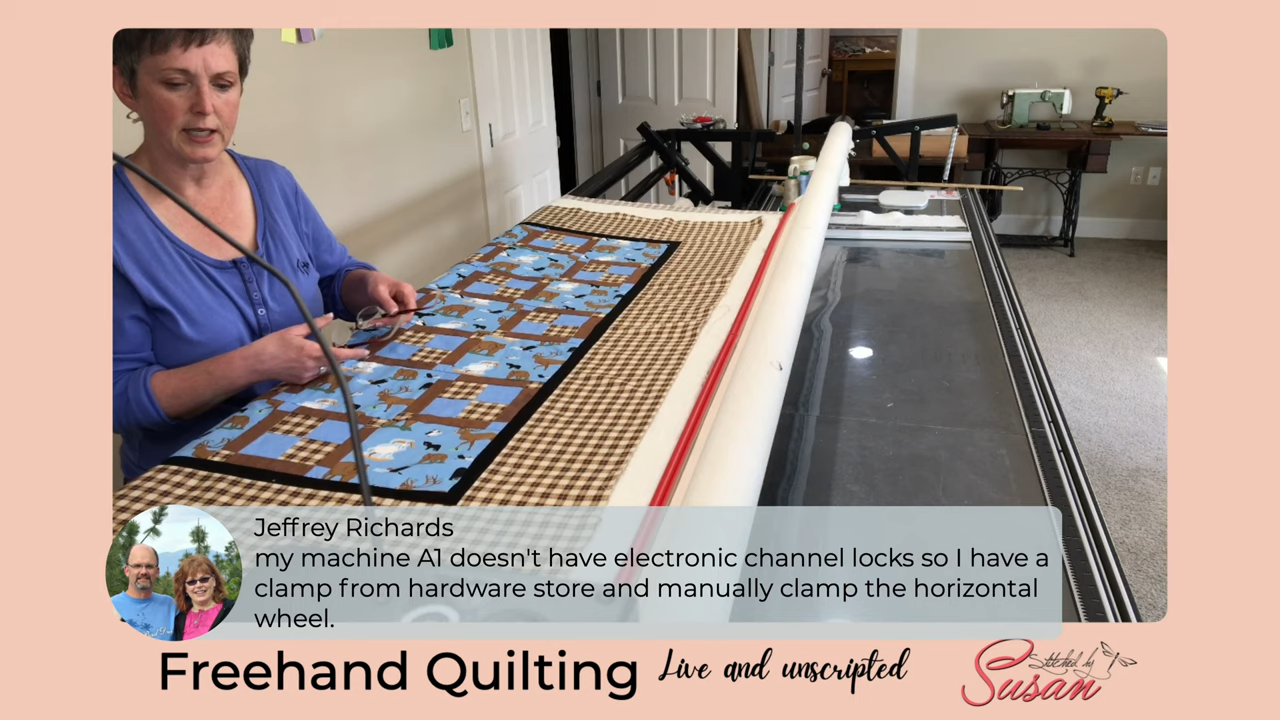 Jeffrey Richards
my machine A1 doesn't have electronic channel locks so I have a
clamp from hardware store and manually clamp the horizontal
wheel.
Freehand Quilting Live and unscripted
Stitched by
Susan